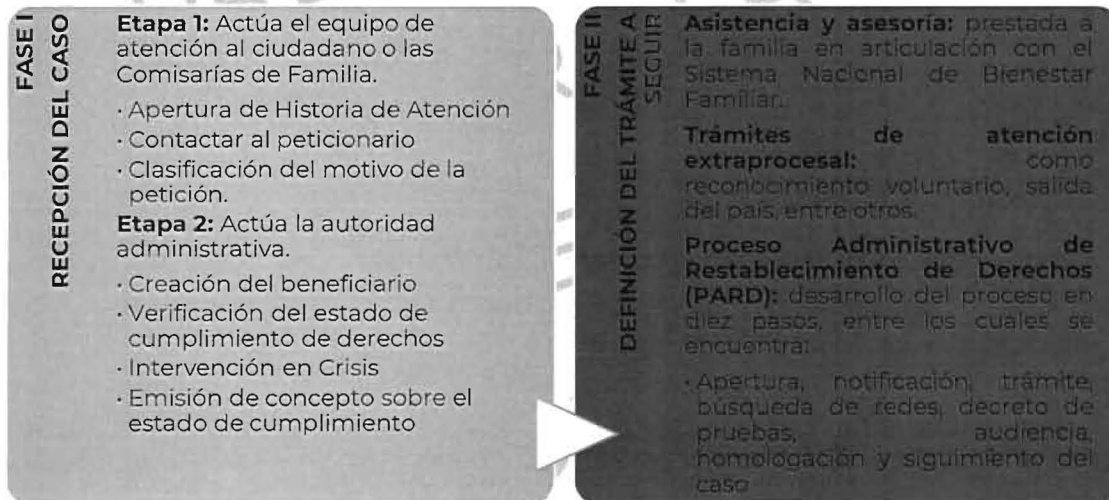 FASE I
RECEPCIÓN DEL CASO
Etapa 1: Actúa el equipo de
atención al ciudadano o las
Comisarías de Familia.
· Apertura de Historia de Atención
· Contactar al peticionario
· Clasificación del motivo de la
petición.
Etapa 2: Actúa la autoridad
administrativa.
· Creación del beneficiario
· Verificación del estado de
cumplimiento de derechos
· Intervención en Crisis
· Emisión de concepto sobre el
estado de cumplimiento
FASE II
DEFINICIÓN DEL TRÁMITE A
SEGUIR
Asistencia y asesoría: prestada a
la familia en articulación con el
Sistema Nacional de Bienestar
Familiar.
Trámites de atención
extraprocesal: como
reconocimiento voluntario, salida
del país, entre otros.
Proceso Administrativo de
Restablecimiento de Derechos
(PARD): desarrollo del proceso en
diez pasos, entre los cuales se
encuentra:
· Apertura, notificación, trámite,
búsqueda de redes, decreto de
pruebas, audiencia,
homologación y siguimiento del
caso